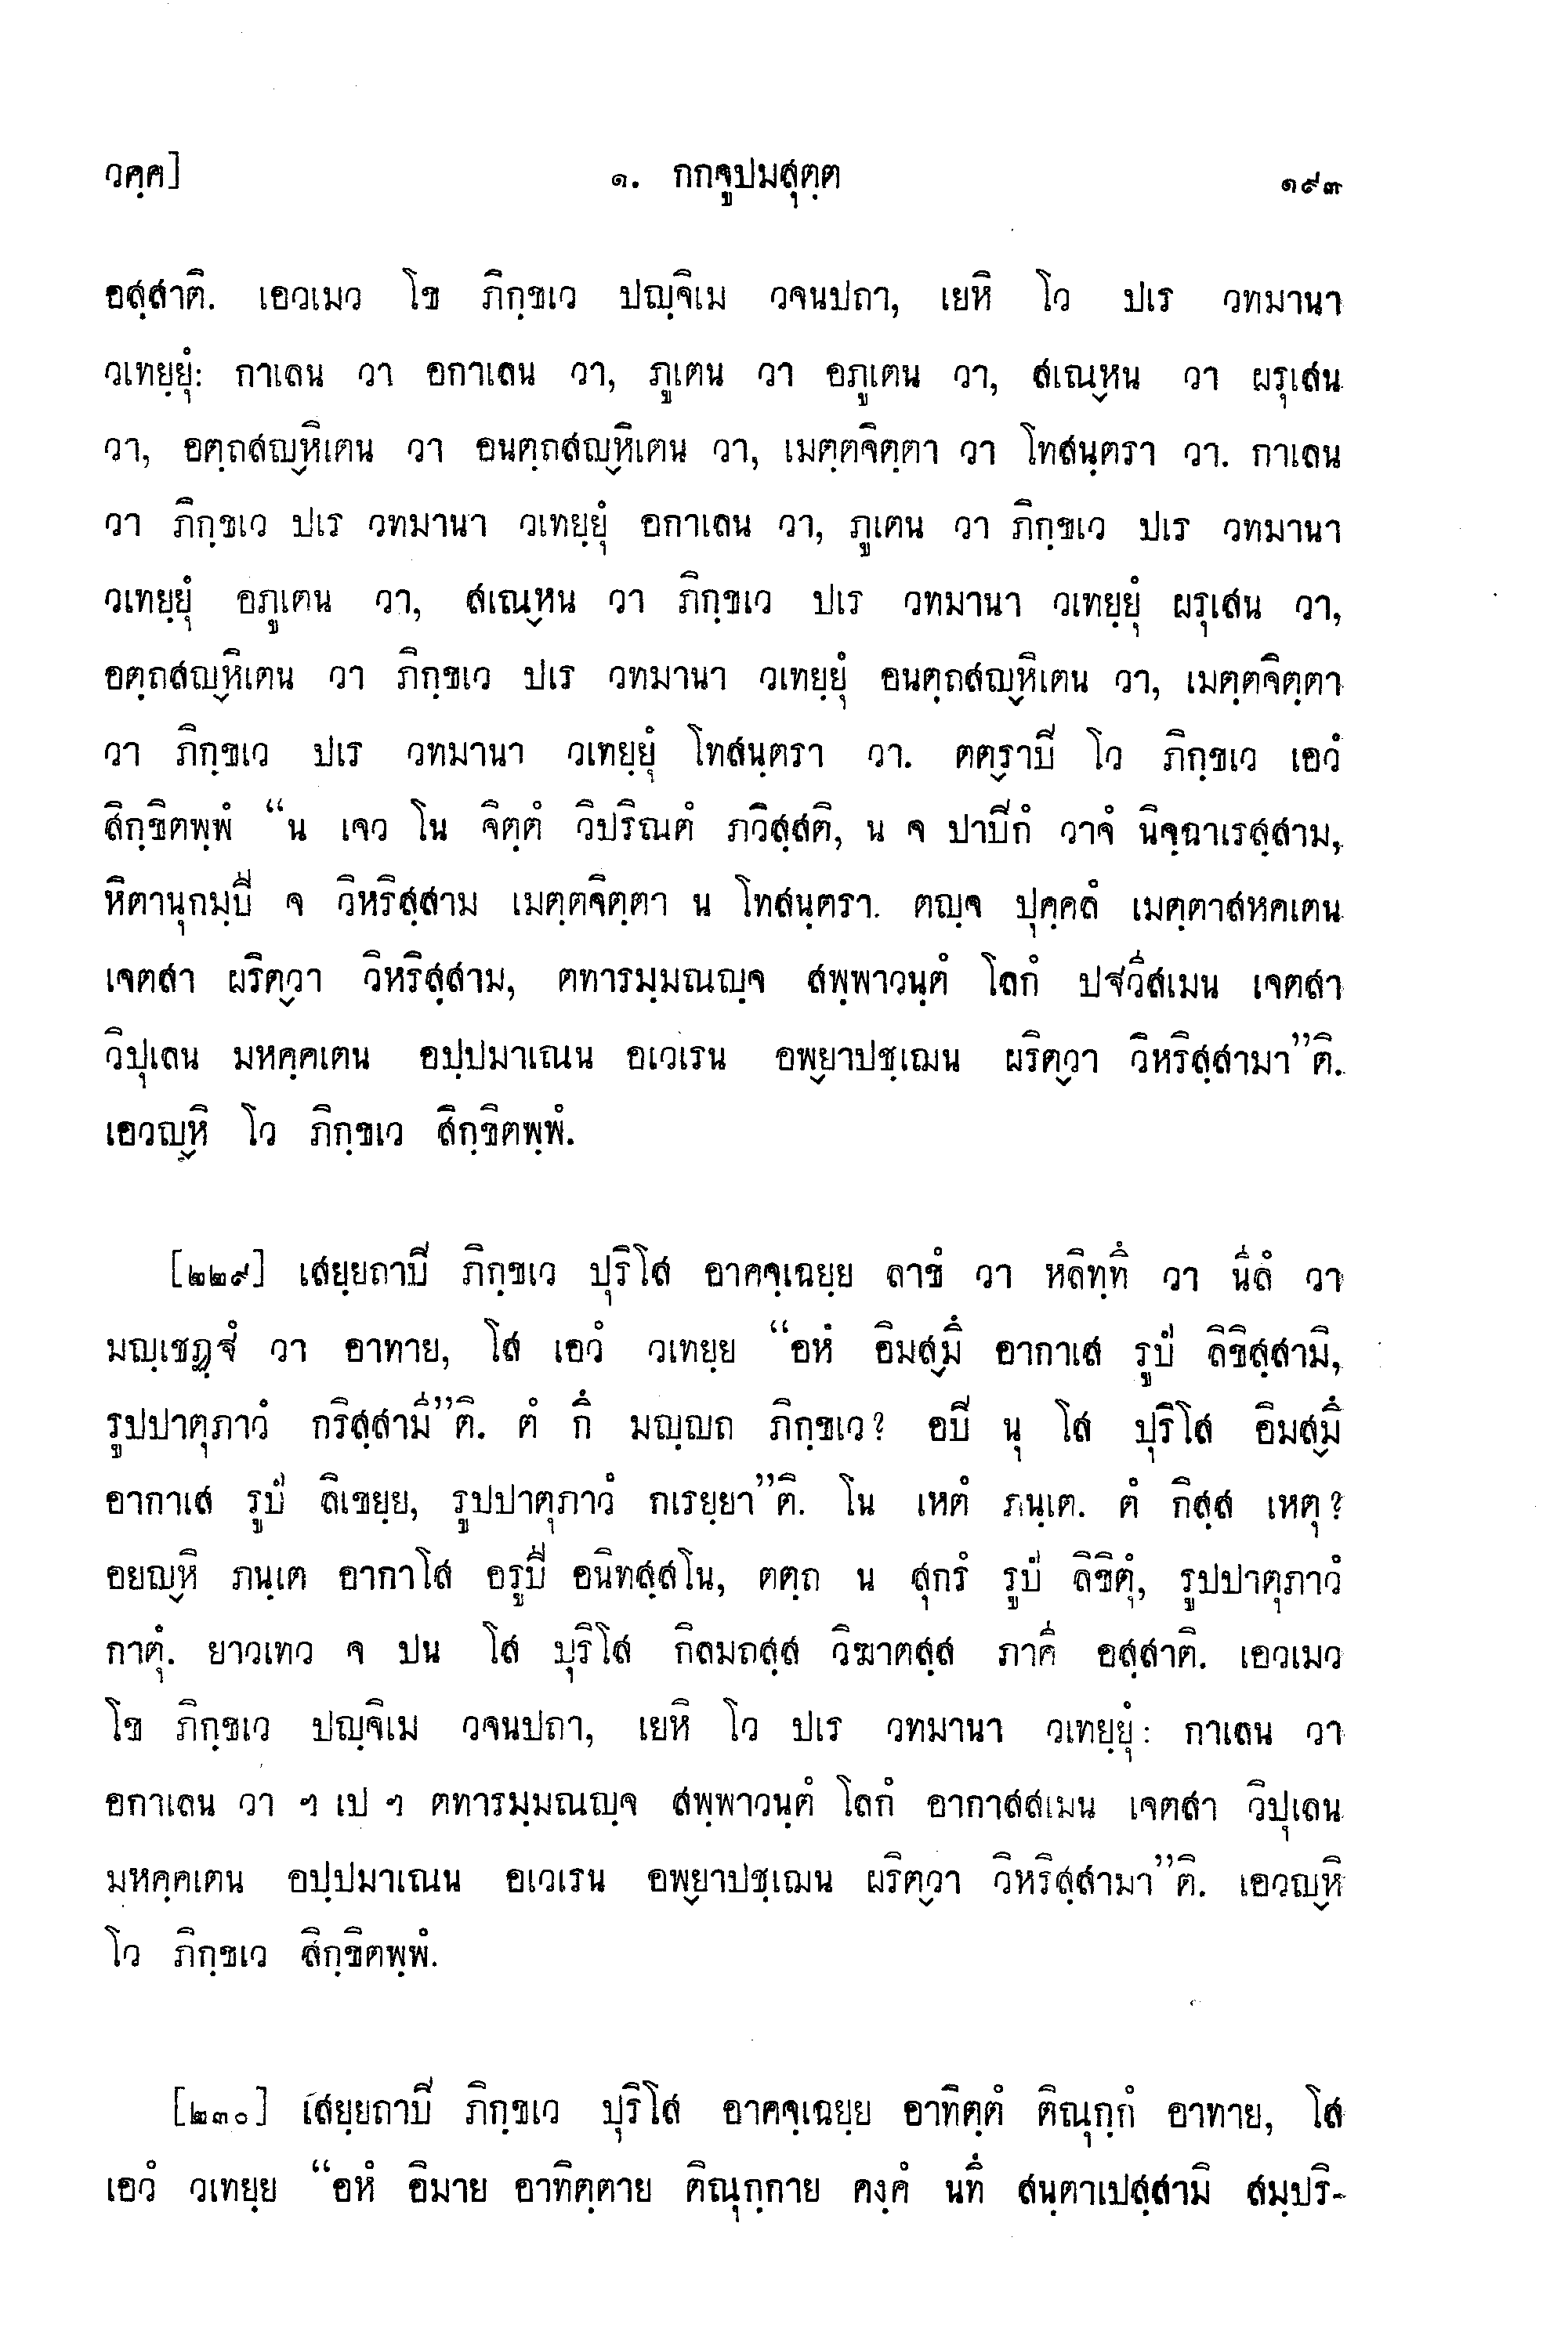 วคฺค]
๑. กกจูปมสุตฺต
๑๙๓
อสฺสาติ. เอวเมว โข ภิกฺขเว ปญฺจิเม วจนปถา, เยหิ โว ปเร วทมานา
วเทยฺยุํ: กาเลน วา อกาเลน วา, ภูเตน วา อภูเตน วา, สเณฺหน วา ผรุเสน
วา, อตฺถสญฺหิเตน วา อนตฺถสญฺหิเตน วา, เมตฺตจิตฺตา วา โทสนฺตรา วา. กาเลน
วา ภิกฺขเว ปเร วทมานา วเทยฺยุํ อกาเลน วา, ภูเตน วา ภิกฺขเว ปเร วทมานา
วเทยฺยุํ อภูเตน วา, สเณฺหน วา ภิกฺขเว ปเร วทมานา วเทยฺยุํ ผรุเสน วา,
อตฺถสญฺหิเตน วา ภิกฺขเว ปเร วทมานา วเทยฺยุํ อนตฺถสญฺหิเตน วา, เมตฺตจิตฺตา
วา ภิกฺขเว ปเร วทมานา วเทยฺยุํ โทสนฺตรา วา. ตตฺราปิ โว ภิกฺขเว เอวํ
สิกฺขิตพฺพํ “น เจว โน จิตฺตํ วิปริณตํ ภวิสฺสติ, น จ ปาปิกํ วาจํ นิจฺฉาเรสฺสาม,
หิตานุกมฺปี จ วิหริสฺสาม เมตฺตจิตฺตา น โทสนฺตรา. ตญฺจ ปุคฺคลํ เมตฺตาสหคเตน
เจตสา ผริตฺวา วิหริสฺสาม, ตทารมฺมณญฺจ สพฺพาวนฺตํ โลกํ ปฐวีสเมน เจตสา
วิปุเลน มหคฺคเตน อปฺปมาเณน อเวเรน อพฺยาปชฺเฌน ผริตฺวา วิหริสฺสามา”ติ.
เอวญฺหิ โว ภิกฺขเว สิกฺขิตพฺพํ.
[๒๒๙] เสยฺยถาปิ ภิกฺขเว ปุริโส อาคจฺเฉยฺย ลาขํ วา หลิทฺทึ วา นีลํ วา
มญฺเชฏฺฐํ วา อาทาย, โส เอวํ วเทยฺย “อหํ อิมสฺมึ อากาเส รูปํ ลิขิสฺสามิ,
รูปปาตุภาวํ กริสฺสามี”ติ. ตํ กึ มญฺญถ ภิกฺขเว? อปิ นุ โส ปุริโส อิมสฺมึ
อากาเส รูปํ ลิเขยฺย, รูปปาตุภาวํ กเรยฺยา”ติ. โน เหตํ ภนฺเต. ตํ กิสฺส เหตุ?
อยญฺหิ ภนฺเต อากาโส อรูปี อนิทสฺสโน, ตตฺถ น สุกรํ รูปํ ลิขิตุํ, รูปปาตุภาวํ
กาตุํ. ยาวเทว จ ปน โส ปุริโส กิลมถสฺส วิฆาตสฺส ภาคี อสฺสาติ. เอวเมว
โข ภิกฺขเว ปญฺจิเม วจนปถา, เยหิ โว ปเร วทมานา วเทยฺยุํ: กาเลน วา
อกาเลน วา ฯ เป ฯ ตทารมฺมณญฺจ สพฺพาวนฺตํ โลกํ อากาสสเมน เจตสา วิปุเลน
มหคฺคเตน อปฺปมาเณน อเวเรน อพฺยาปชฺเฌน ผริตฺวา วิหริสฺสามา”ติ. เอวญฺหิ
โว ภิกฺขเว สิกฺขิตพฺพํ.
[๒๓๐] เสยฺยถาปิ ภิกฺขเว ปุริโส อาคจฺเฉยฺย อาทิตฺตํ ติณุกฺกํ อาทาย, โส
เอวํ วเทยฺย “อหํ อิมาย อาทิตฺตาย ติณุกฺกาย คงฺคํ นทึ สนฺตาเปสฺสามิ สมฺปริ-